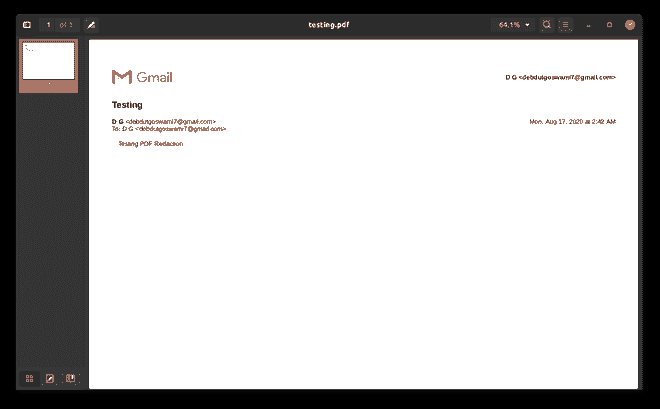 1 of 1 testing.pdf 64.1%
Gmail D G <debdutgoswami7@gmail.com>
Testing
D G <debdutgoswami7@gmail.com> Mon, Aug 17, 2020 at 2:42 AM
To: D G <debdutgoswami7@gmail.com>
Testing PDF Redaction